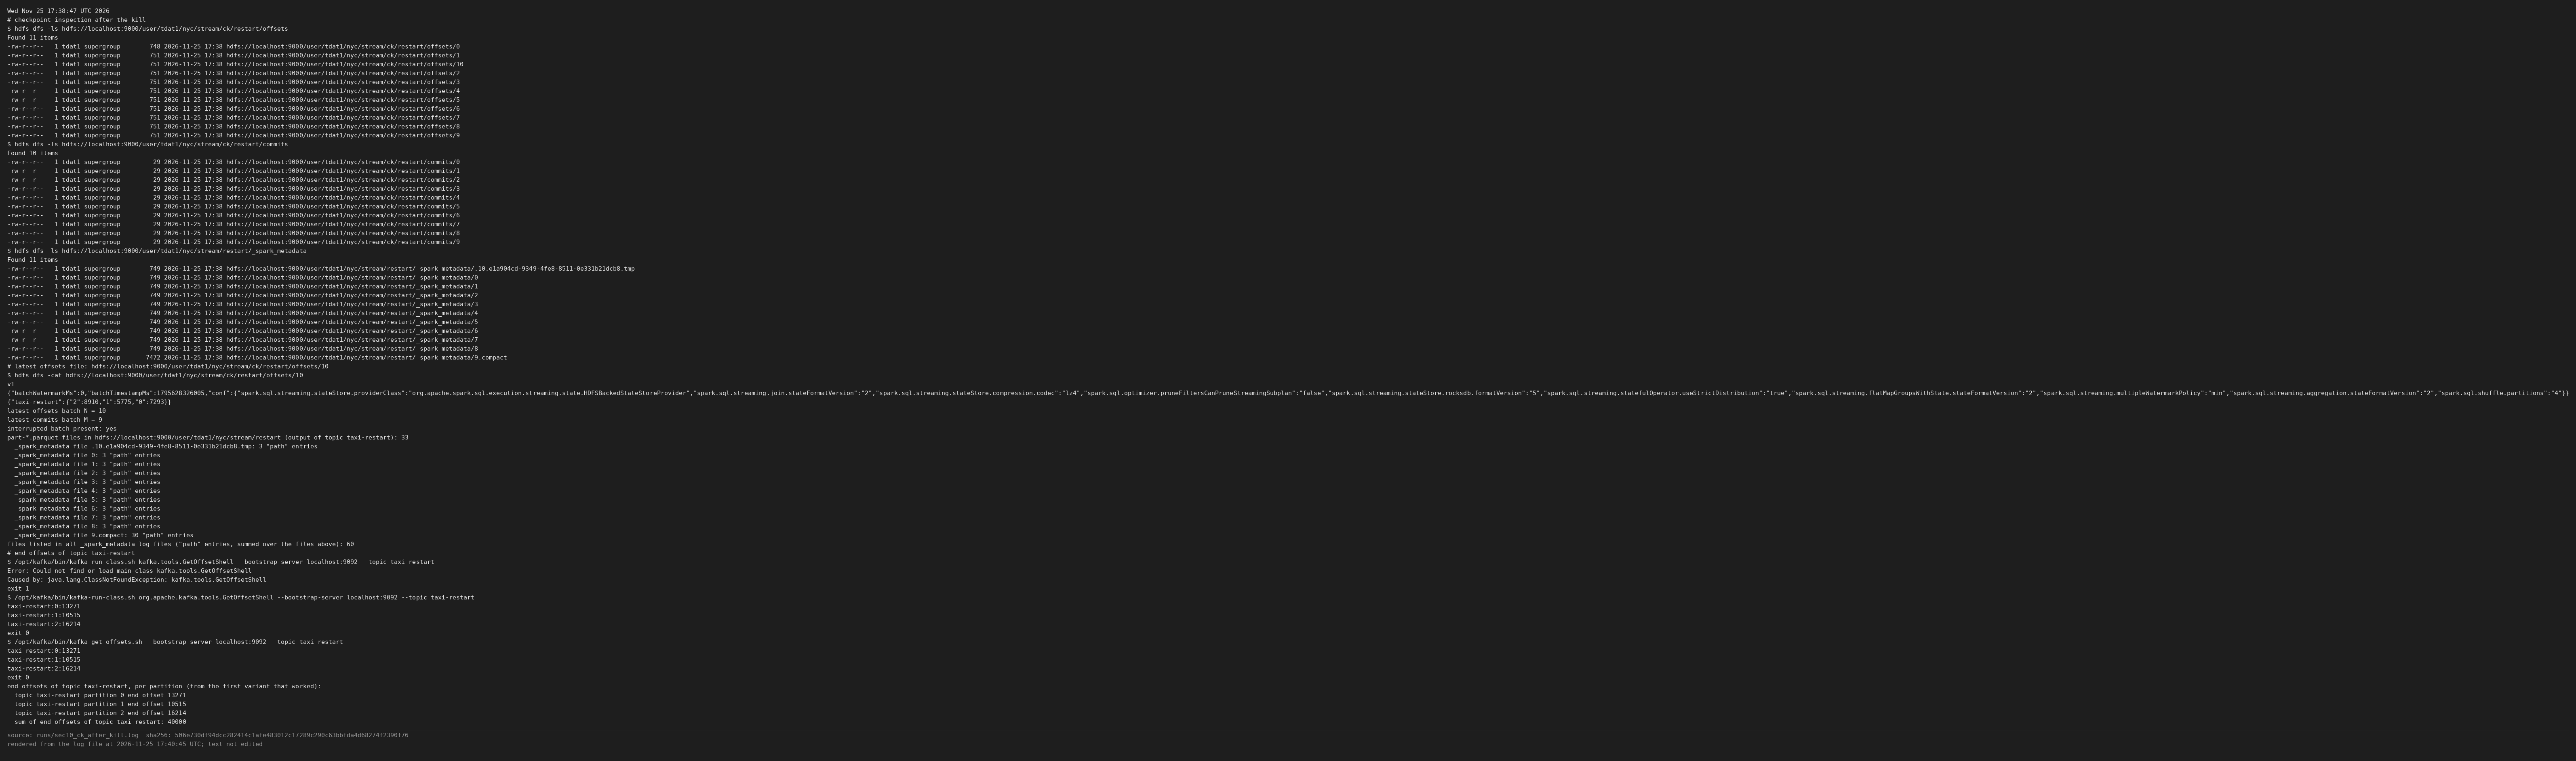 Wed Nov 25 17:38:47 UTC 2026
# checkpoint inspection after the kill
$ hdfs dfs -ls hdfs://localhost:9000/user/tdat1/nyc/stream/ck/restart/offsets
Found 11 items
-rw-r--r--   1 tdat1 supergroup        748 2026-11-25 17:38 hdfs://localhost:9000/user/tdat1/nyc/stream/ck/restart/offsets/0
-rw-r--r--   1 tdat1 supergroup        751 2026-11-25 17:38 hdfs://localhost:9000/user/tdat1/nyc/stream/ck/restart/offsets/1
-rw-r--r--   1 tdat1 supergroup        751 2026-11-25 17:38 hdfs://localhost:9000/user/tdat1/nyc/stream/ck/restart/offsets/10
-rw-r--r--   1 tdat1 supergroup        751 2026-11-25 17:38 hdfs://localhost:9000/user/tdat1/nyc/stream/ck/restart/offsets/2
-rw-r--r--   1 tdat1 supergroup        751 2026-11-25 17:38 hdfs://localhost:9000/user/tdat1/nyc/stream/ck/restart/offsets/3
-rw-r--r--   1 tdat1 supergroup        751 2026-11-25 17:38 hdfs://localhost:9000/user/tdat1/nyc/stream/ck/restart/offsets/4
-rw-r--r--   1 tdat1 supergroup        751 2026-11-25 17:38 hdfs://localhost:9000/user/tdat1/nyc/stream/ck/restart/offsets/5
-rw-r--r--   1 tdat1 supergroup        751 2026-11-25 17:38 hdfs://localhost:9000/user/tdat1/nyc/stream/ck/restart/offsets/6
-rw-r--r--   1 tdat1 supergroup        751 2026-11-25 17:38 hdfs://localhost:9000/user/tdat1/nyc/stream/ck/restart/offsets/7
-rw-r--r--   1 tdat1 supergroup        751 2026-11-25 17:38 hdfs://localhost:9000/user/tdat1/nyc/stream/ck/restart/offsets/8
-rw-r--r--   1 tdat1 supergroup        751 2026-11-25 17:38 hdfs://localhost:9000/user/tdat1/nyc/stream/ck/restart/offsets/9
$ hdfs dfs -ls hdfs://localhost:9000/user/tdat1/nyc/stream/ck/restart/commits
Found 10 items
-rw-r--r--   1 tdat1 supergroup         29 2026-11-25 17:38 hdfs://localhost:9000/user/tdat1/nyc/stream/ck/restart/commits/0
-rw-r--r--   1 tdat1 supergroup         29 2026-11-25 17:38 hdfs://localhost:9000/user/tdat1/nyc/stream/ck/restart/commits/1
-rw-r--r--   1 tdat1 supergroup         29 2026-11-25 17:38 hdfs://localhost:9000/user/tdat1/nyc/stream/ck/restart/commits/2
-rw-r--r--   1 tdat1 supergroup         29 2026-11-25 17:38 hdfs://localhost:9000/user/tdat1/nyc/stream/ck/restart/commits/3
-rw-r--r--   1 tdat1 supergroup         29 2026-11-25 17:38 hdfs://localhost:9000/user/tdat1/nyc/stream/ck/restart/commits/4
-rw-r--r--   1 tdat1 supergroup         29 2026-11-25 17:38 hdfs://localhost:9000/user/tdat1/nyc/stream/ck/restart/commits/5
-rw-r--r--   1 tdat1 supergroup         29 2026-11-25 17:38 hdfs://localhost:9000/user/tdat1/nyc/stream/ck/restart/commits/6
-rw-r--r--   1 tdat1 supergroup         29 2026-11-25 17:38 hdfs://localhost:9000/user/tdat1/nyc/stream/ck/restart/commits/7
-rw-r--r--   1 tdat1 supergroup         29 2026-11-25 17:38 hdfs://localhost:9000/user/tdat1/nyc/stream/ck/restart/commits/8
-rw-r--r--   1 tdat1 supergroup         29 2026-11-25 17:38 hdfs://localhost:9000/user/tdat1/nyc/stream/ck/restart/commits/9
$ hdfs dfs -ls hdfs://localhost:9000/user/tdat1/nyc/stream/restart/_spark_metadata
Found 11 items
-rw-r--r--   1 tdat1 supergroup        749 2026-11-25 17:38 hdfs://localhost:9000/user/tdat1/nyc/stream/restart/_spark_metadata/.10.e1a904cd-9349-4fe8-8511-0e331b21dcb8.tmp
-rw-r--r--   1 tdat1 supergroup        749 2026-11-25 17:38 hdfs://localhost:9000/user/tdat1/nyc/stream/restart/_spark_metadata/0
-rw-r--r--   1 tdat1 supergroup        749 2026-11-25 17:38 hdfs://localhost:9000/user/tdat1/nyc/stream/restart/_spark_metadata/1
-rw-r--r--   1 tdat1 supergroup        749 2026-11-25 17:38 hdfs://localhost:9000/user/tdat1/nyc/stream/restart/_spark_metadata/2
-rw-r--r--   1 tdat1 supergroup        749 2026-11-25 17:38 hdfs://localhost:9000/user/tdat1/nyc/stream/restart/_spark_metadata/3
-rw-r--r--   1 tdat1 supergroup        749 2026-11-25 17:38 hdfs://localhost:9000/user/tdat1/nyc/stream/restart/_spark_metadata/4
-rw-r--r--   1 tdat1 supergroup        749 2026-11-25 17:38 hdfs://localhost:9000/user/tdat1/nyc/stream/restart/_spark_metadata/5
-rw-r--r--   1 tdat1 supergroup        749 2026-11-25 17:38 hdfs://localhost:9000/user/tdat1/nyc/stream/restart/_spark_metadata/6
-rw-r--r--   1 tdat1 supergroup        749 2026-11-25 17:38 hdfs://localhost:9000/user/tdat1/nyc/stream/restart/_spark_metadata/7
-rw-r--r--   1 tdat1 supergroup        749 2026-11-25 17:38 hdfs://localhost:9000/user/tdat1/nyc/stream/restart/_spark_metadata/8
-rw-r--r--   1 tdat1 supergroup       7472 2026-11-25 17:38 hdfs://localhost:9000/user/tdat1/nyc/stream/restart/_spark_metadata/9.compact
# latest offsets file: hdfs://localhost:9000/user/tdat1/nyc/stream/ck/restart/offsets/10
$ hdfs dfs -cat hdfs://localhost:9000/user/tdat1/nyc/stream/ck/restart/offsets/10
v1
{"batchWatermarkMs":0,"batchTimestampMs":1795628326005,"conf":{"spark.sql.streaming.stateStore.providerClass":"org.apache.spark.sql.execution.streaming.state.HDFSBackedStateStoreProvider","spark.sql.streaming.join.stateFormatVersion":"2","spark.sql.streaming.stateStore.compression.codec":"lz4","spark.sql.optimizer.pruneFiltersCanPruneStreamingSubplan":"false","spark.sql.streaming.stateStore.rocksdb.formatVersion":"5","spark.sql.streaming.statefulOperator.useStrictDistribution":"true","spark.sql.streaming.flatMapGroupsWithState.stateFormatVersion":"2","spark.sql.streaming.multipleWatermarkPolicy":"min","spark.sql.streaming.aggregation.stateFormatVersion":"2","spark.sql.shuffle.partitions":"4"}}
{"taxi-restart":{"2":8910,"1":5775,"0":7293}}
latest offsets batch N = 10
latest commits batch M = 9
interrupted batch present: yes
part-*.parquet files in hdfs://localhost:9000/user/tdat1/nyc/stream/restart (output of topic taxi-restart): 33
  _spark_metadata file .10.e1a904cd-9349-4fe8-8511-0e331b21dcb8.tmp: 3 "path" entries
  _spark_metadata file 0: 3 "path" entries
  _spark_metadata file 1: 3 "path" entries
  _spark_metadata file 2: 3 "path" entries
  _spark_metadata file 3: 3 "path" entries
  _spark_metadata file 4: 3 "path" entries
  _spark_metadata file 5: 3 "path" entries
  _spark_metadata file 6: 3 "path" entries
  _spark_metadata file 7: 3 "path" entries
  _spark_metadata file 8: 3 "path" entries
  _spark_metadata file 9.compact: 30 "path" entries
files listed in all _spark_metadata log files ("path" entries, summed over the files above): 60
# end offsets of topic taxi-restart
$ /opt/kafka/bin/kafka-run-class.sh kafka.tools.GetOffsetShell --bootstrap-server localhost:9092 --topic taxi-restart
Error: Could not find or load main class kafka.tools.GetOffsetShell
Caused by: java.lang.ClassNotFoundException: kafka.tools.GetOffsetShell
exit 1
$ /opt/kafka/bin/kafka-run-class.sh org.apache.kafka.tools.GetOffsetShell --bootstrap-server localhost:9092 --topic taxi-restart
taxi-restart:0:13271
taxi-restart:1:10515
taxi-restart:2:16214
exit 0
$ /opt/kafka/bin/kafka-get-offsets.sh --bootstrap-server localhost:9092 --topic taxi-restart
taxi-restart:0:13271
taxi-restart:1:10515
taxi-restart:2:16214
exit 0
end offsets of topic taxi-restart, per partition (from the first variant that worked):
  topic taxi-restart partition 0 end offset 13271
  topic taxi-restart partition 1 end offset 10515
  topic taxi-restart partition 2 end offset 16214
  sum of end offsets of topic taxi-restart: 40000
source: runs/sec10_ck_after_kill.log  sha256: 506e730df94dcc282414c1afe483012c17289c290c63bbfda4d68274f2390f76
rendered from the log file at 2026-11-25 17:40:45 UTC; text not edited